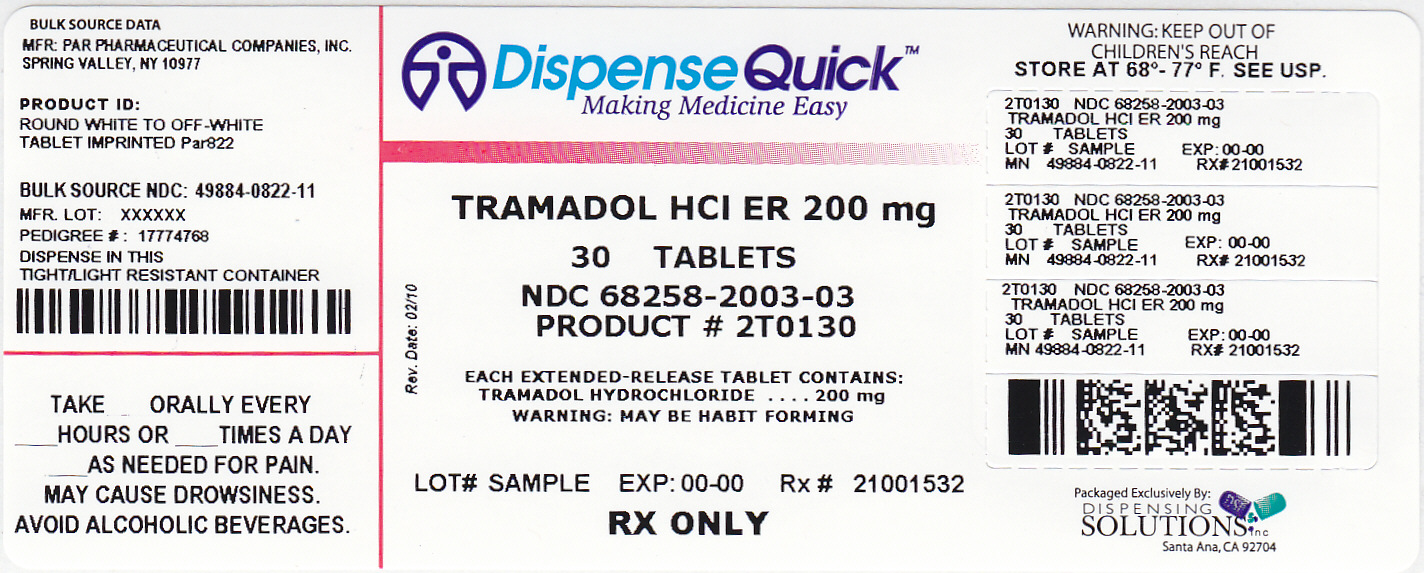 BULK SOURCE DATA
MFR: PAR PHARMACEUTICAL COMPANIES, INC.
SPRING VALLEY, NY 10977
PRODUCT ID:
ROUND WHITE TO OFF-WHITE
TABLET IMPRINTED Par822
BULK SOURCE NDC: 49884-0822-11
MFR. LOT: XXXXXX
PEDIGREE #: 17774768
DISPENSE IN THIS
TIGHT/LIGHT RESISTANT CONTAINER
TAKE _ ORALLY EVERY
___HOURS OR ___TIMES A DAY
___AS NEEDED FOR PAIN.
MAY CAUSE DROWSINESS.
AVOID ALCOHOLIC BEVERAGES.
DispenseQuick™
Making Medicine Easy
TRAMADOL HCl ER 200 mg
30 TABLETS
NDC 68258-2003-03
PRODUCT # 2T0130
Rev. Date: 02/10
EACH EXTENDED-RELEASE TABLET CONTAINS:
TRAMADOL HYDROCHLORIDE .... 200 mg
WARNING: MAY BE HABIT FORMING
LOT# SAMPLE EXP: 00-00 Rx # 21001532
RX ONLY
WARNING: KEEP OUT OF
CHILDREN'S REACH
STORE AT 68º- 77º F. SEE USP.
2T0130 NDC 68258-2003-03
TRAMADOL HCl ER 200 mg
30 TABLETS
LOT # SAMPLE EXP: 00-00
MN 49884-0822-11 RX# 21001532
2T0130 NDC 68258-2003-03
TRAMADOL HCl ER 200 mg
30 TABLETS
LOT # SAMPLE EXP: 00-00
MN 49884-0822-11 RX# 21001532
2T0130 NDC 68258-2003-03
TRAMADOL HCl ER 200 mg
30 TABLETS
LOT # SAMPLE EXP: 00-00
MN 49884-0822-11 RX# 21001532
Packaged Exclusively By:
DISPENSING
SOLUTIONS inc
Santa Ana, CA 92704